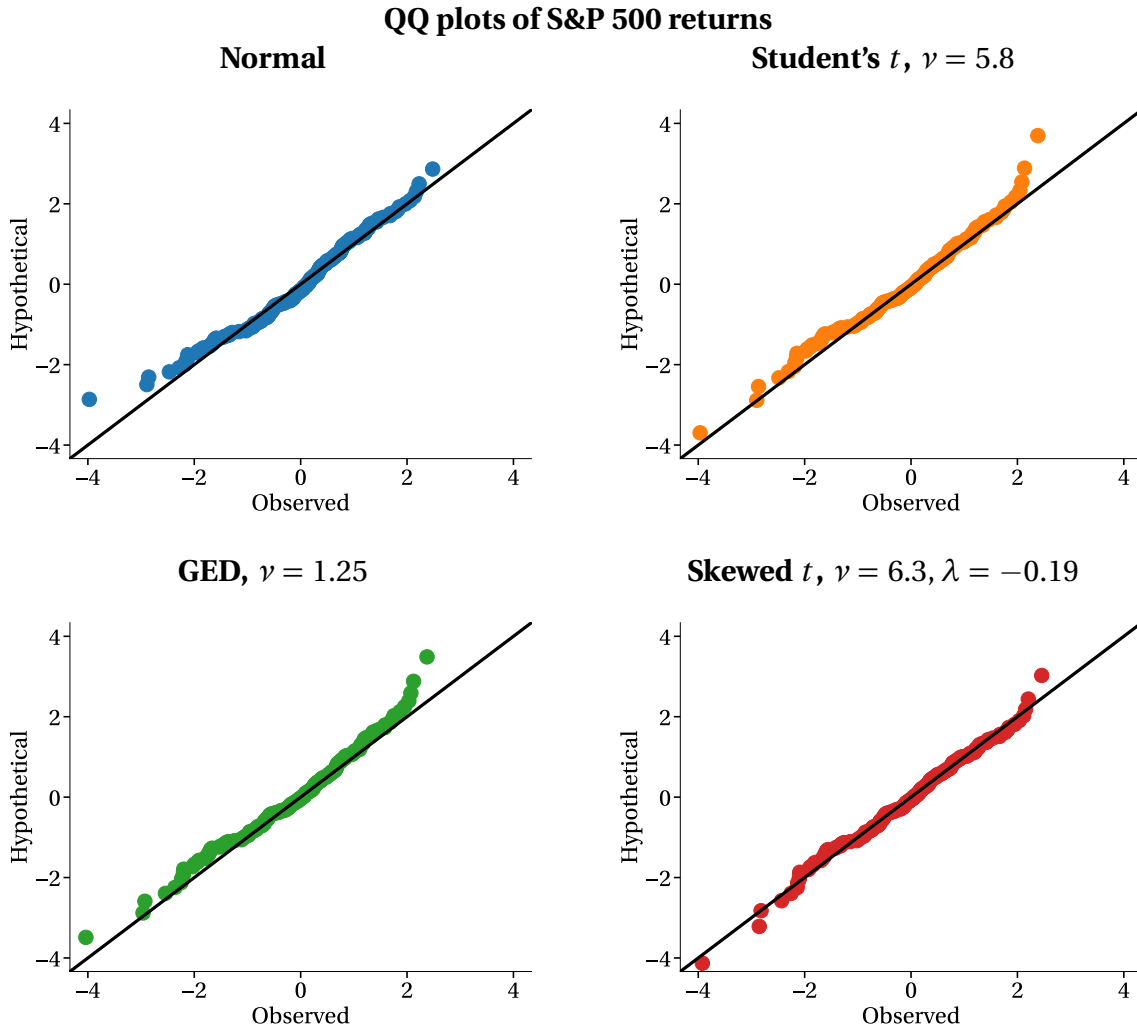 QQ plots of S&P 500 returns
Normal
4
2
0
−2
−4
Hypothetical
−4 −2 0 2 4
Observed
Student's t, ν = 5.8
4
2
0
−2
−4
Hypothetical
−4 −2 0 2 4
Observed
GED, ν = 1.25
4
2
0
−2
−4
Hypothetical
−4 −2 0 2 4
Observed
Skewed t, ν = 6.3, λ = −0.19
4
2
0
−2
−4
Hypothetical
−4 −2 0 2 4
Observed